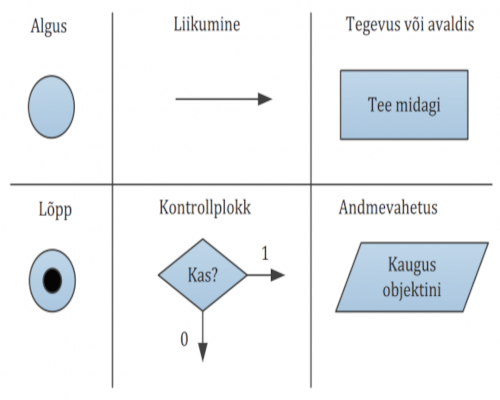 Algus
Liikumine
Tegevus või avaldis
Tee midagi
Lõpp
Kontrollplokk
Andmevahetus
Kas?
1
0
Kaugus
objektini